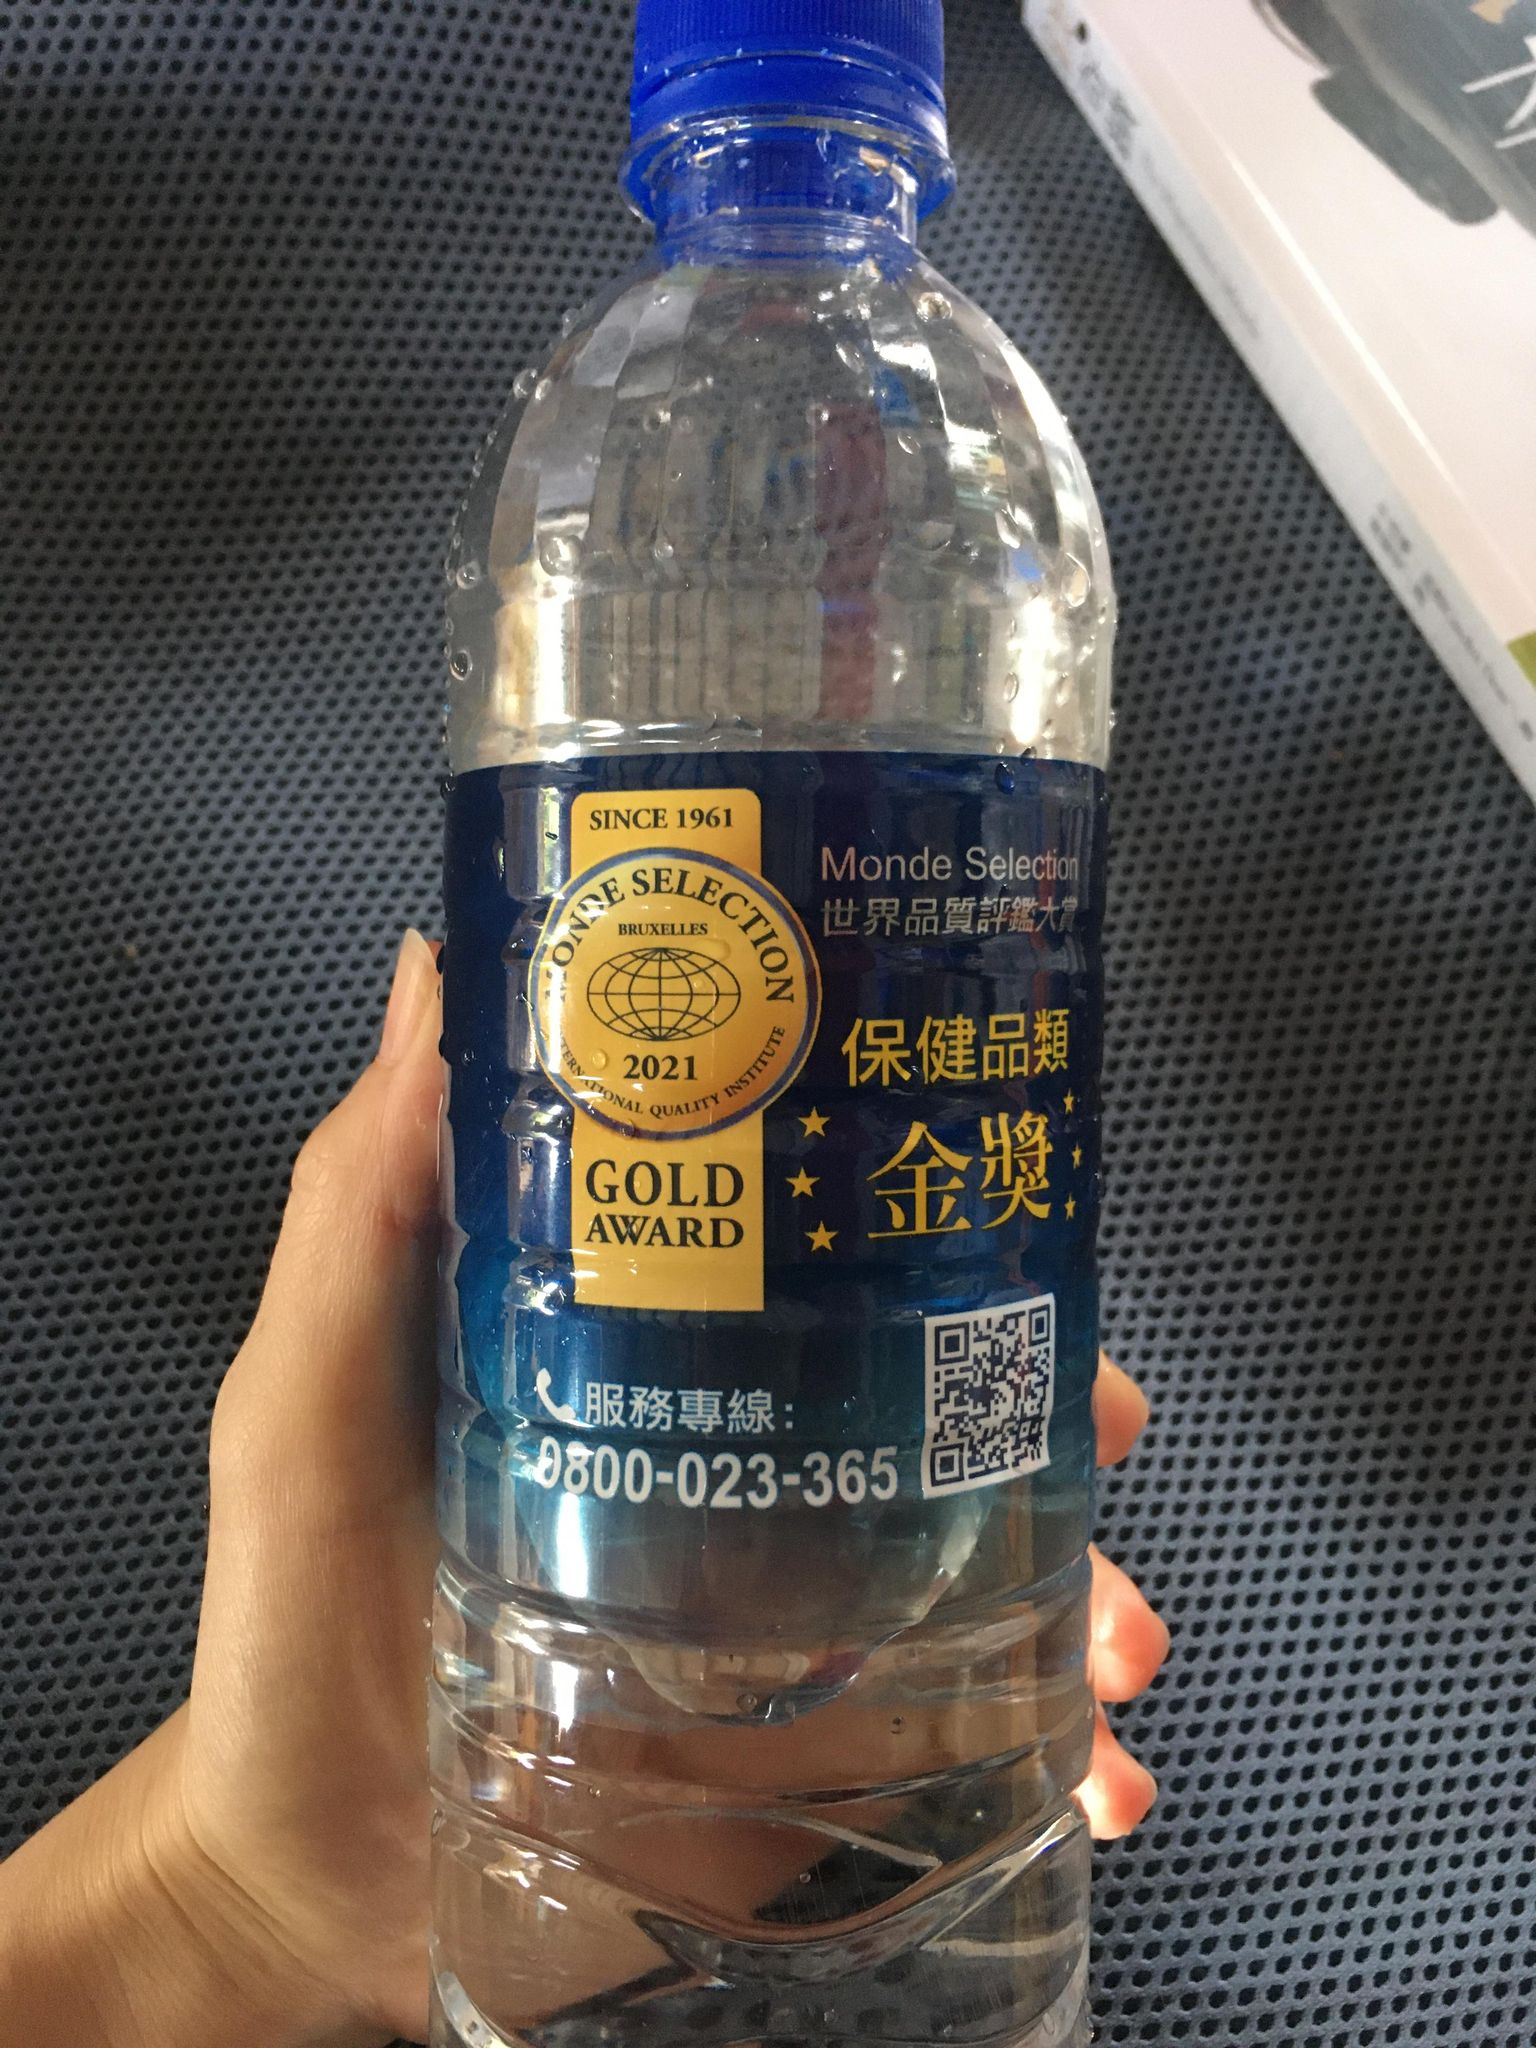 SINCE 1961
MONDE SELECTION
BRUXELLES
2021
INTERNATIONAL QUALITY INSTITUTE
GOLD
AWARD
Monde Selection
世界品質評鑑大賞
保健品類
金獎
服務專線:
0800-023-365